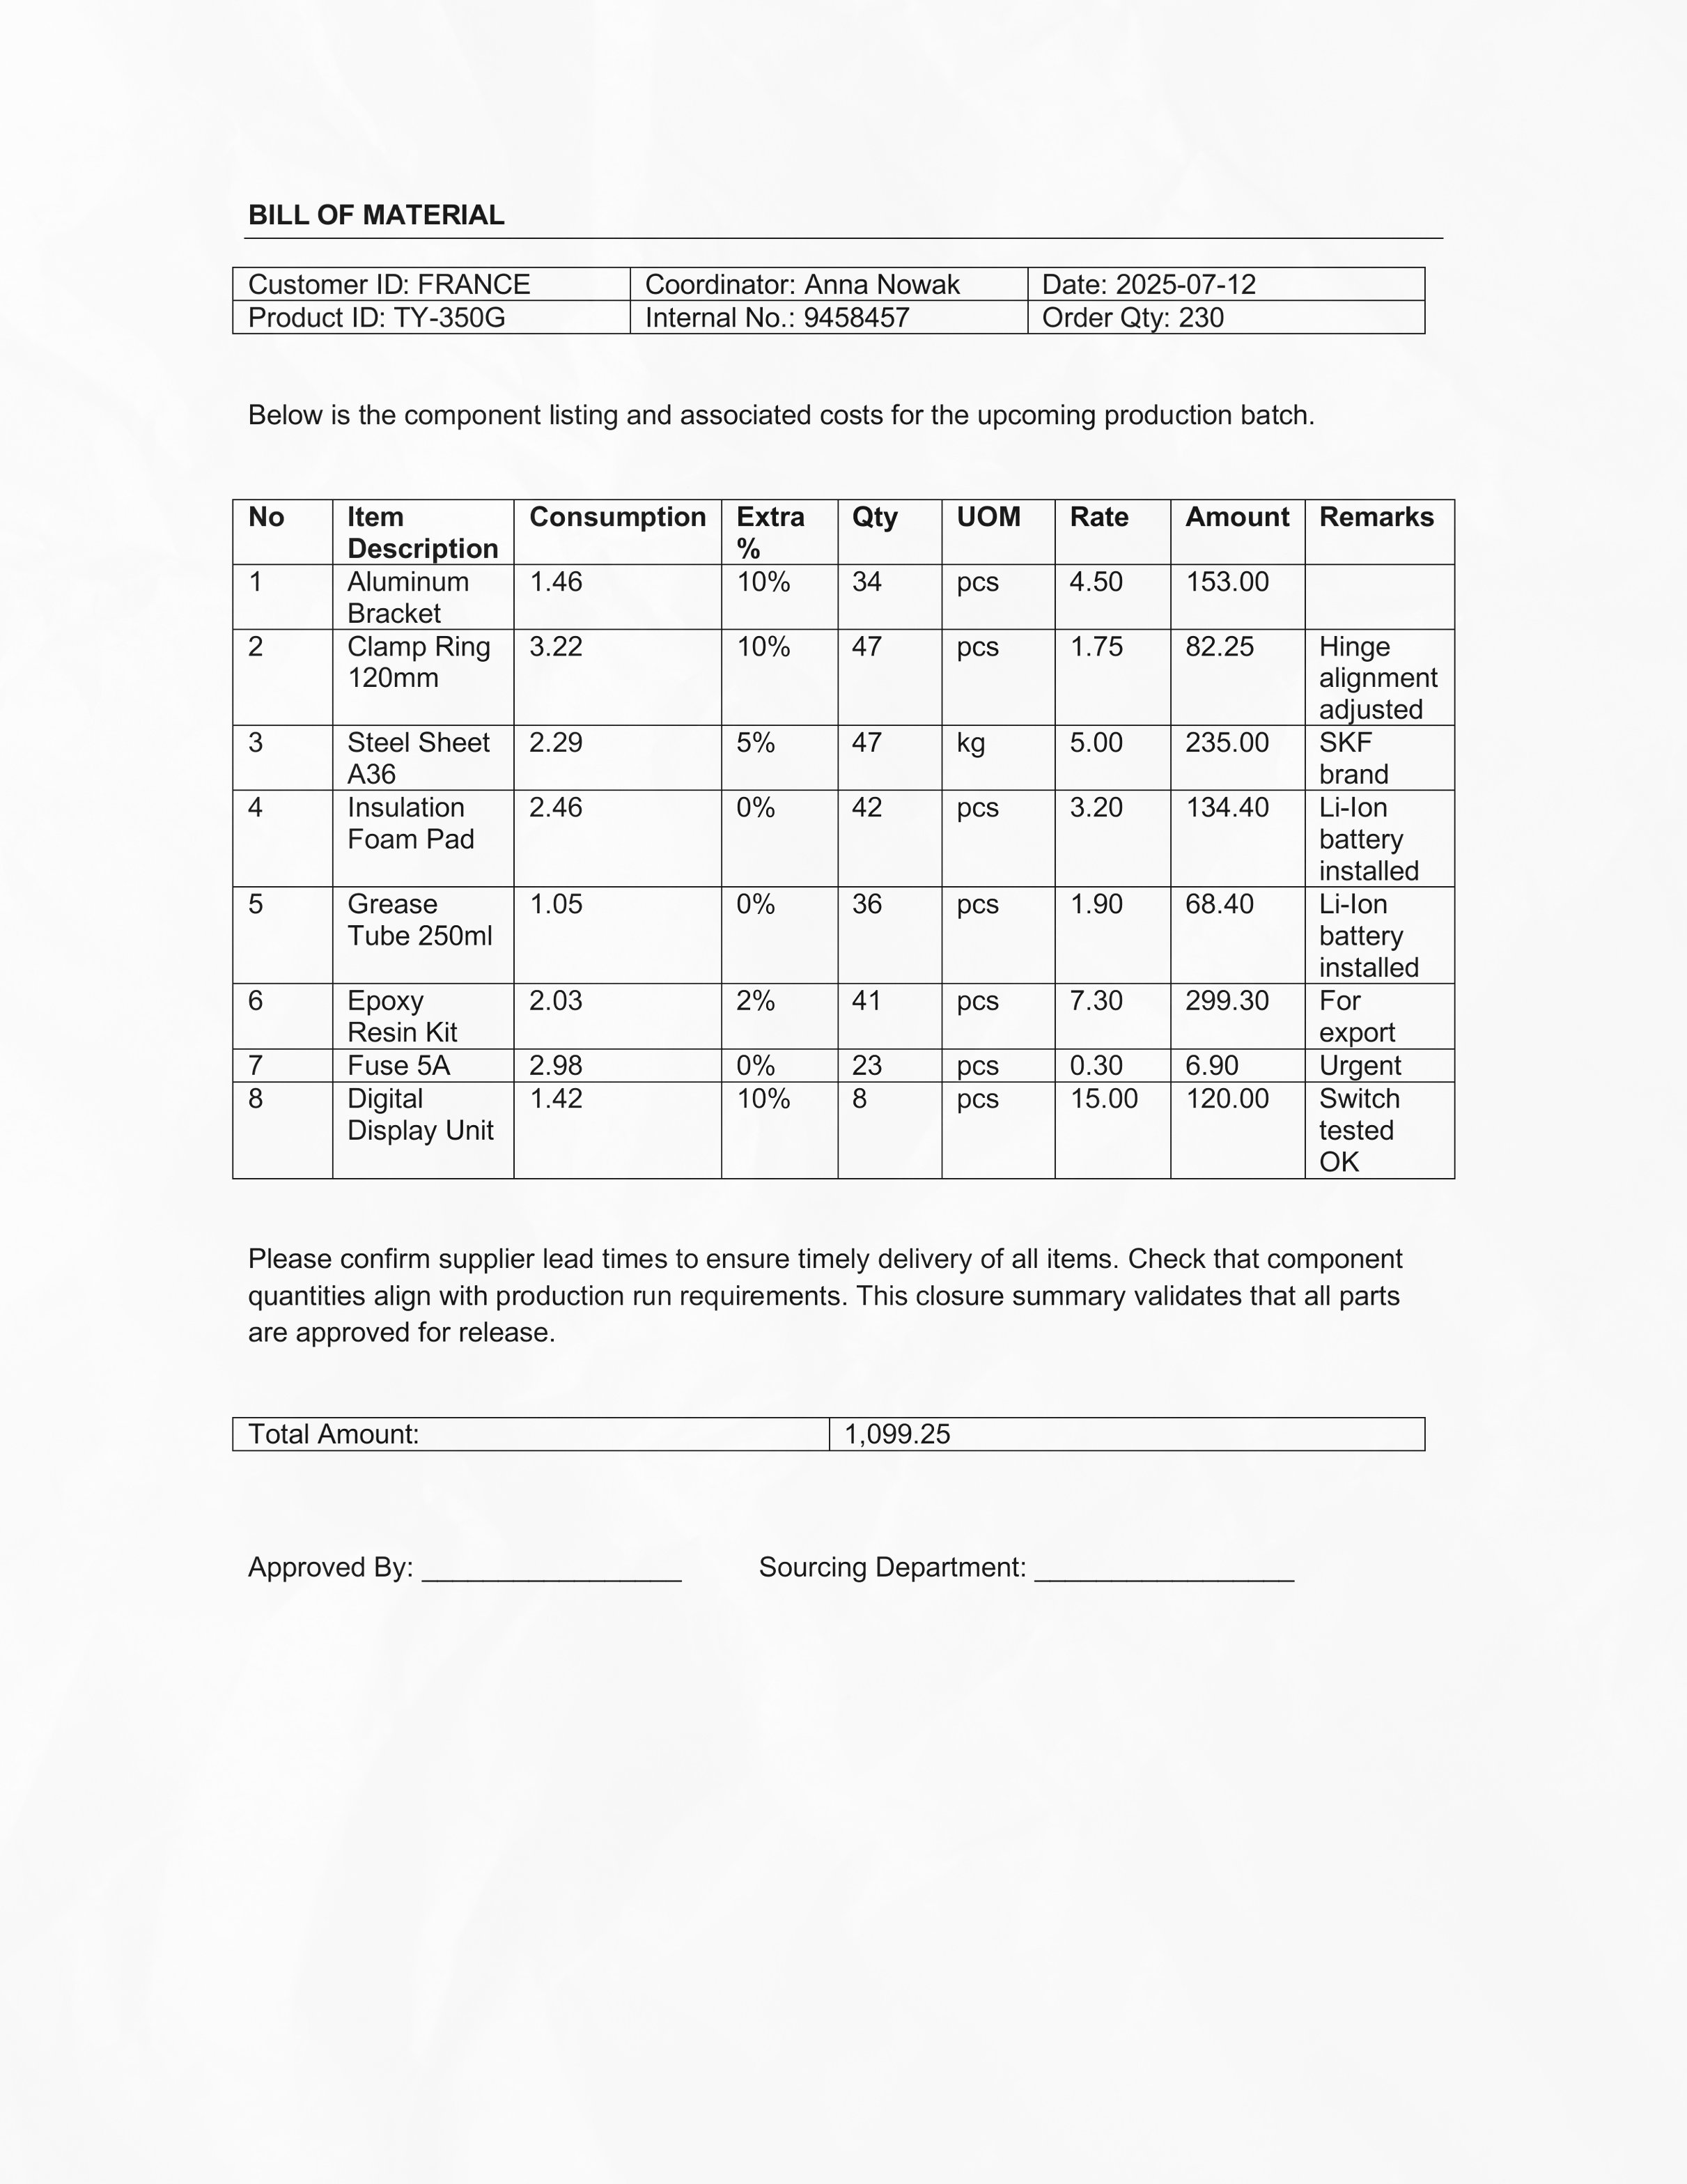 BILL OF MATERIAL
Customer ID: FRANCE Coordinator: Anna Nowak Date: 2025-07-12
Product ID: TY-350G Internal No.: 9458457 Order Qty: 230
Below is the component listing and associated costs for the upcoming production batch.
No Item Description Consumption Extra % Qty UOM Rate Amount Remarks
1 Aluminum Bracket 1.46 10% 34 pcs 4.50 153.00
2 Clamp Ring 120mm 3.22 10% 47 pcs 1.75 82.25 Hinge alignment adjusted
3 Steel Sheet A36 2.29 5% 47 kg 5.00 235.00 SKF brand
4 Insulation Foam Pad 2.46 0% 42 pcs 3.20 134.40 Li-Ion battery installed
5 Grease Tube 250ml 1.05 0% 36 pcs 1.90 68.40 Li-Ion battery installed
6 Epoxy Resin Kit 2.03 2% 41 pcs 7.30 299.30 For export
7 Fuse 5A 2.98 0% 23 pcs 0.30 6.90 Urgent
8 Digital Display Unit 1.42 10% 8 pcs 15.00 120.00 Switch tested OK
Please confirm supplier lead times to ensure timely delivery of all items. Check that component
quantities align with production run requirements. This closure summary validates that all parts
are approved for release.
Total Amount: 1,099.25
Approved By: _________________ Sourcing Department: _________________